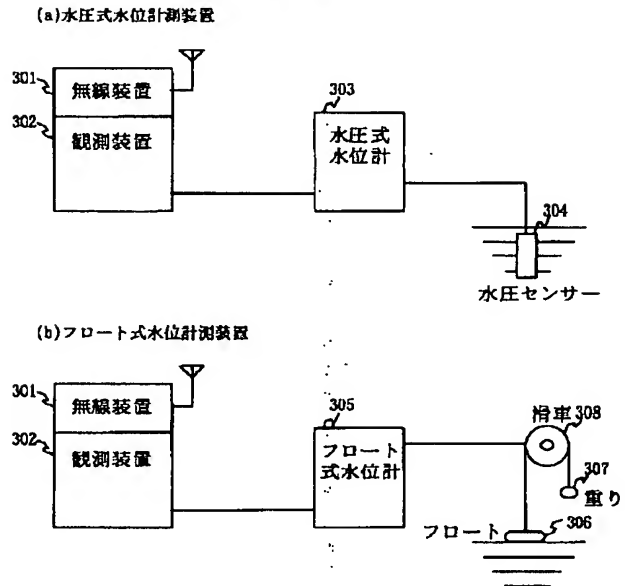 (a)水圧式水位計測装置
301
無線装置
302
観測装置
303
水圧式
水位計
304
水圧センサー
(b)フロート式水位計測装置
301
無線装置
302
観測装置
305
フロート
式水位計
滑車 308
307
重り
フロート 306